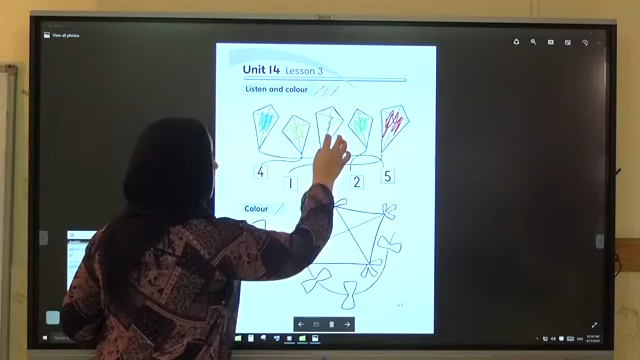 View all photos
Unit 14 Lesson 3
Listen and colour
4
1
2
5
Colour